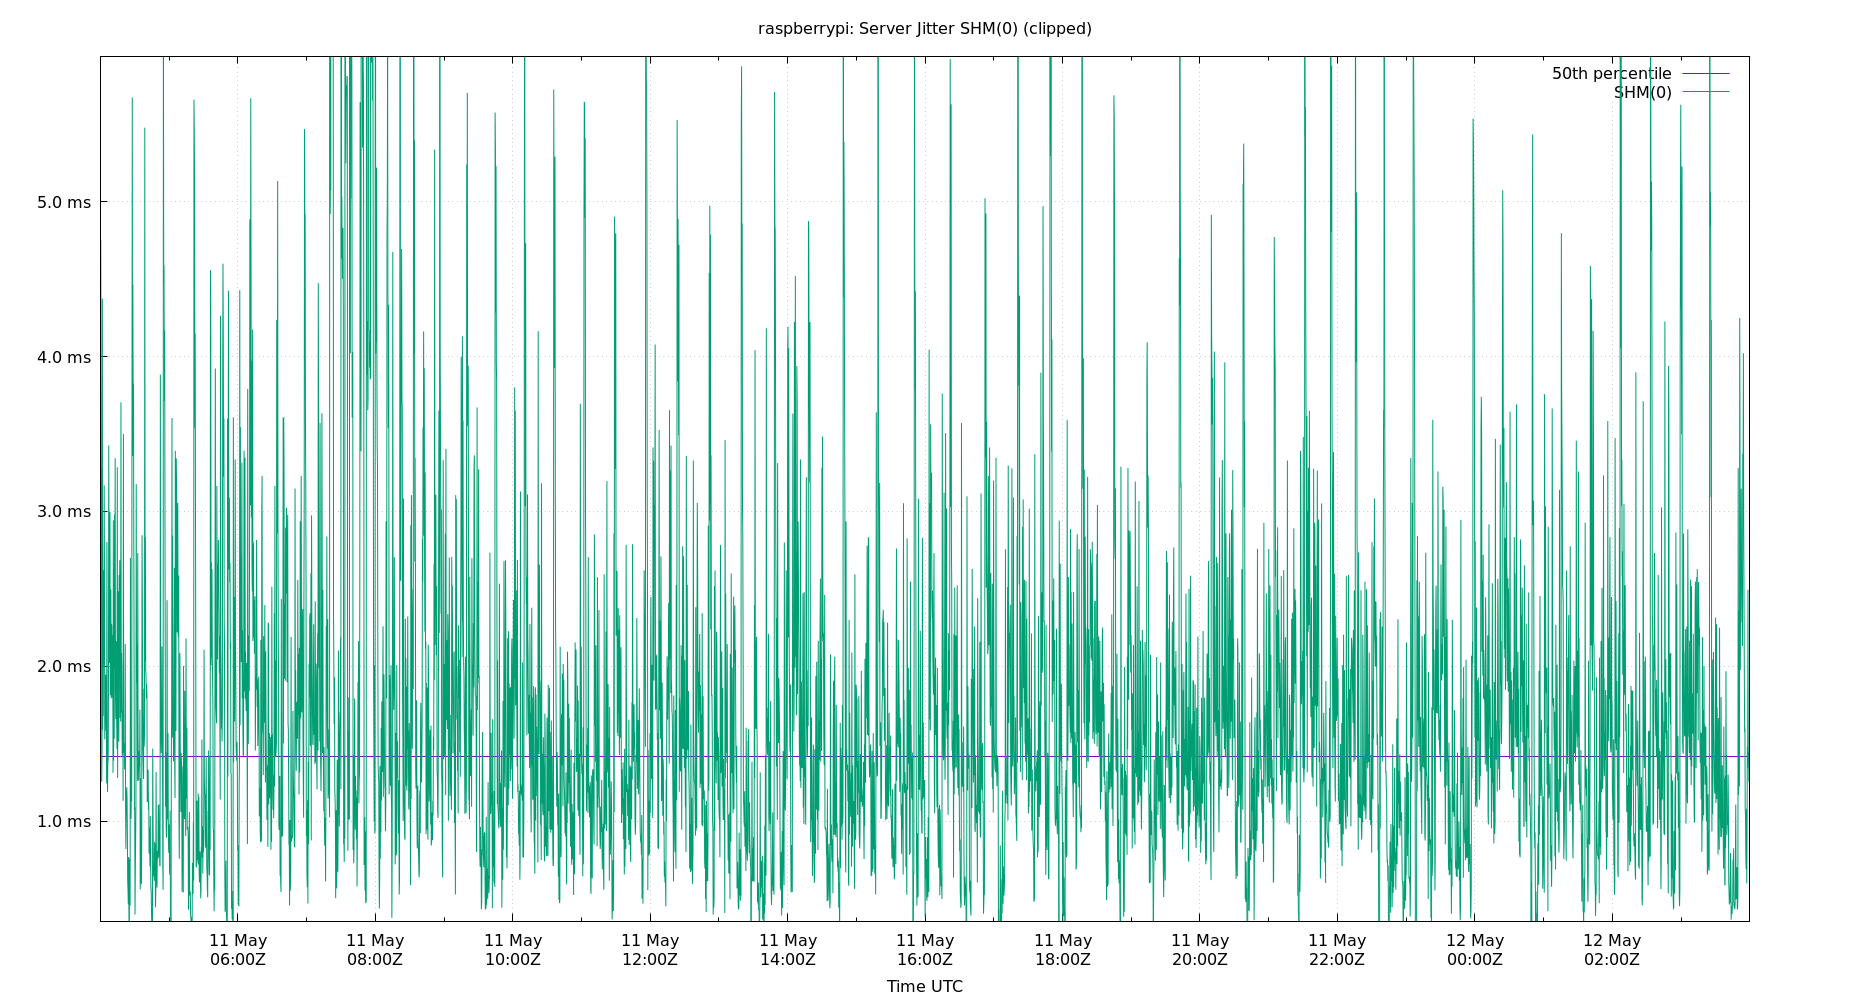 raspberrypi: Server Jitter SHM(0) (clipped)
50th percentile
SHM(0)
5.0 ms
4.0 ms
3.0 ms
2.0 ms
1.0 ms
11 May 11 May 11 May 11 May 11 May 11 May 11 May 11 May 11 May 12 May 12 May
06:00Z 08:00Z 10:00Z 12:00Z 14:00Z 16:00Z 18:00Z 20:00Z 22:00Z 00:00Z 02:00Z
Time UTC